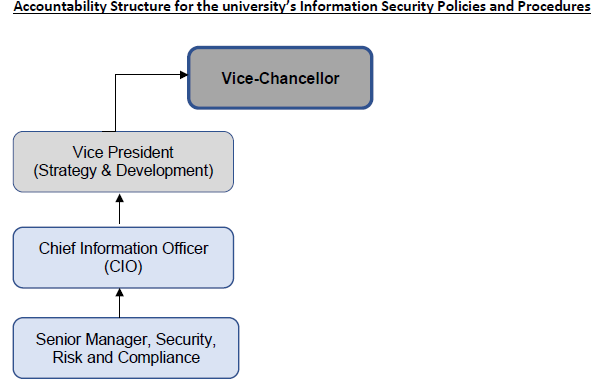 Accountability Structure for the university’s Information Security Policies and Procedures
Vice-Chancellor
Vice President
(Strategy & Development)
Chief Information Officer
(CIO)
Senior Manager, Security,
Risk and Compliance